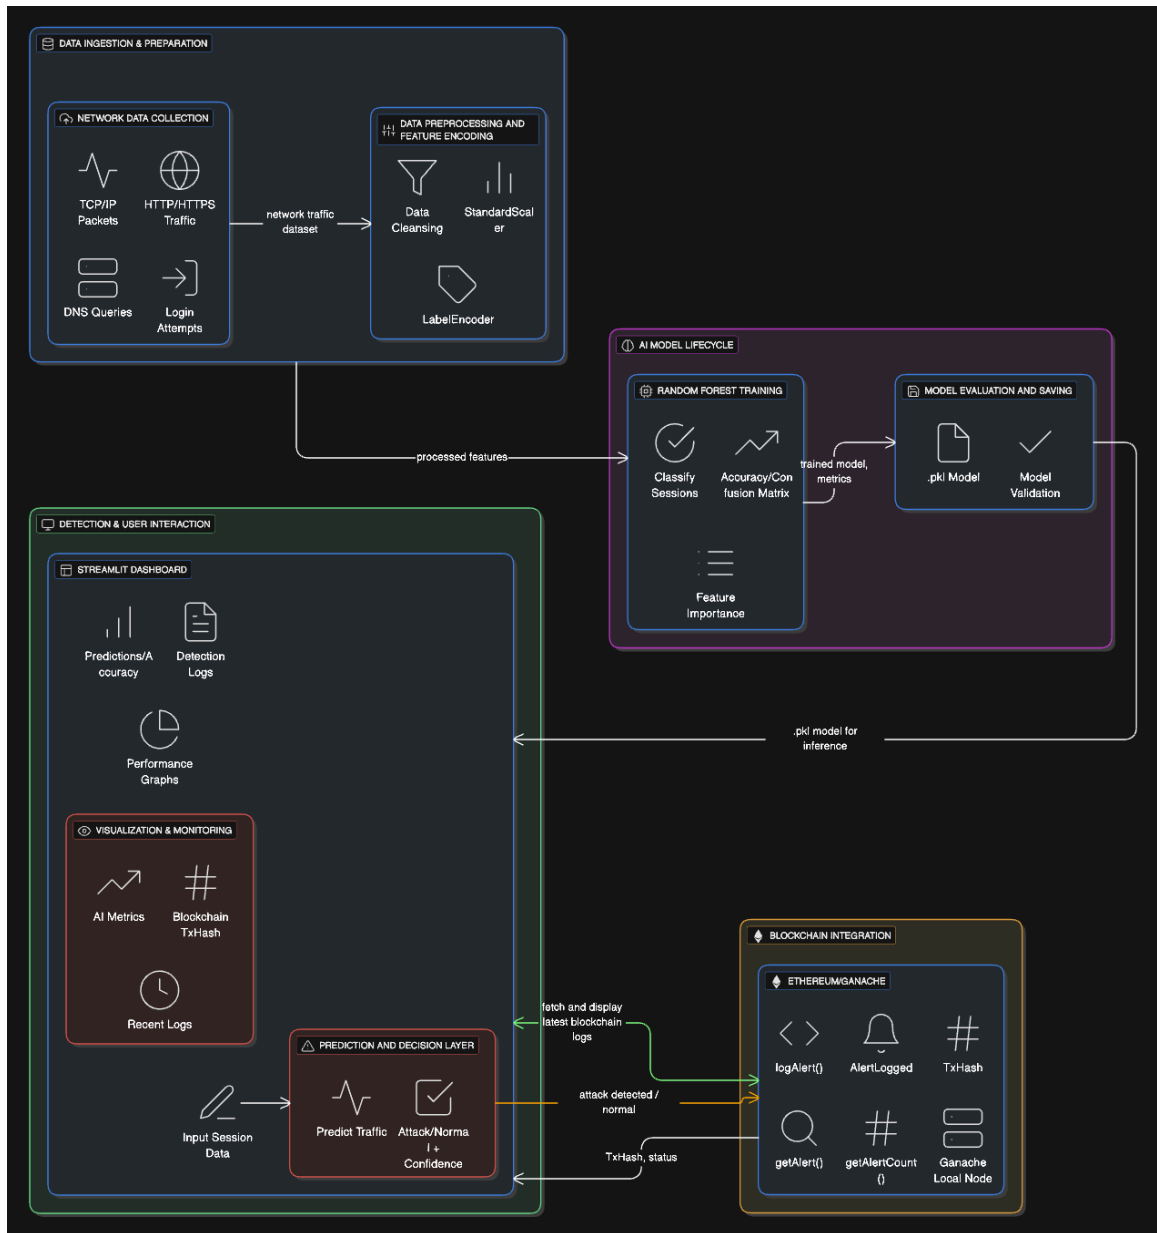 DATA INGESTION & PREPARATION
NETWORK DATA COLLECTION
TCP/IP
Packets
HTTP/HTTPS
Traffic
DNS Queries
Login
Attempts
network traffic
dataset
DATA PREPROCESSING AND
FEATURE ENCODING
Data
Cleansing
StandardScal
er
LabelEncoder
processed features
AI MODEL LIFECYCLE
RANDOM FOREST TRAINING
Classify
Sessions
Accuracy/Con
fusion Matrix
Feature
Importance
trained model,
metrics
MODEL EVALUATION AND SAVING
.pkl Model
Model
Validation
.pkl model for
inference
DETECTION & USER INTERACTION
STREAMLIT DASHBOARD
Predictions/A
ccuracy
Detection
Logs
Performance
Graphs
VISUALIZATION & MONITORING
AI Metrics
Blockchain
TxHash
Recent Logs
Input Session
Data
PREDICTION AND DECISION LAYER
Predict Traffic
Attack/Norma
l +
Confidence
fetch and display
latest blockchain
logs
attack detected /
normal
TxHash, status
BLOCKCHAIN INTEGRATION
ETHEREUM/GANACHE
logAlert()
AlertLogged
TxHash
getAlert()
getAlertCount
()
Ganache
Local Node